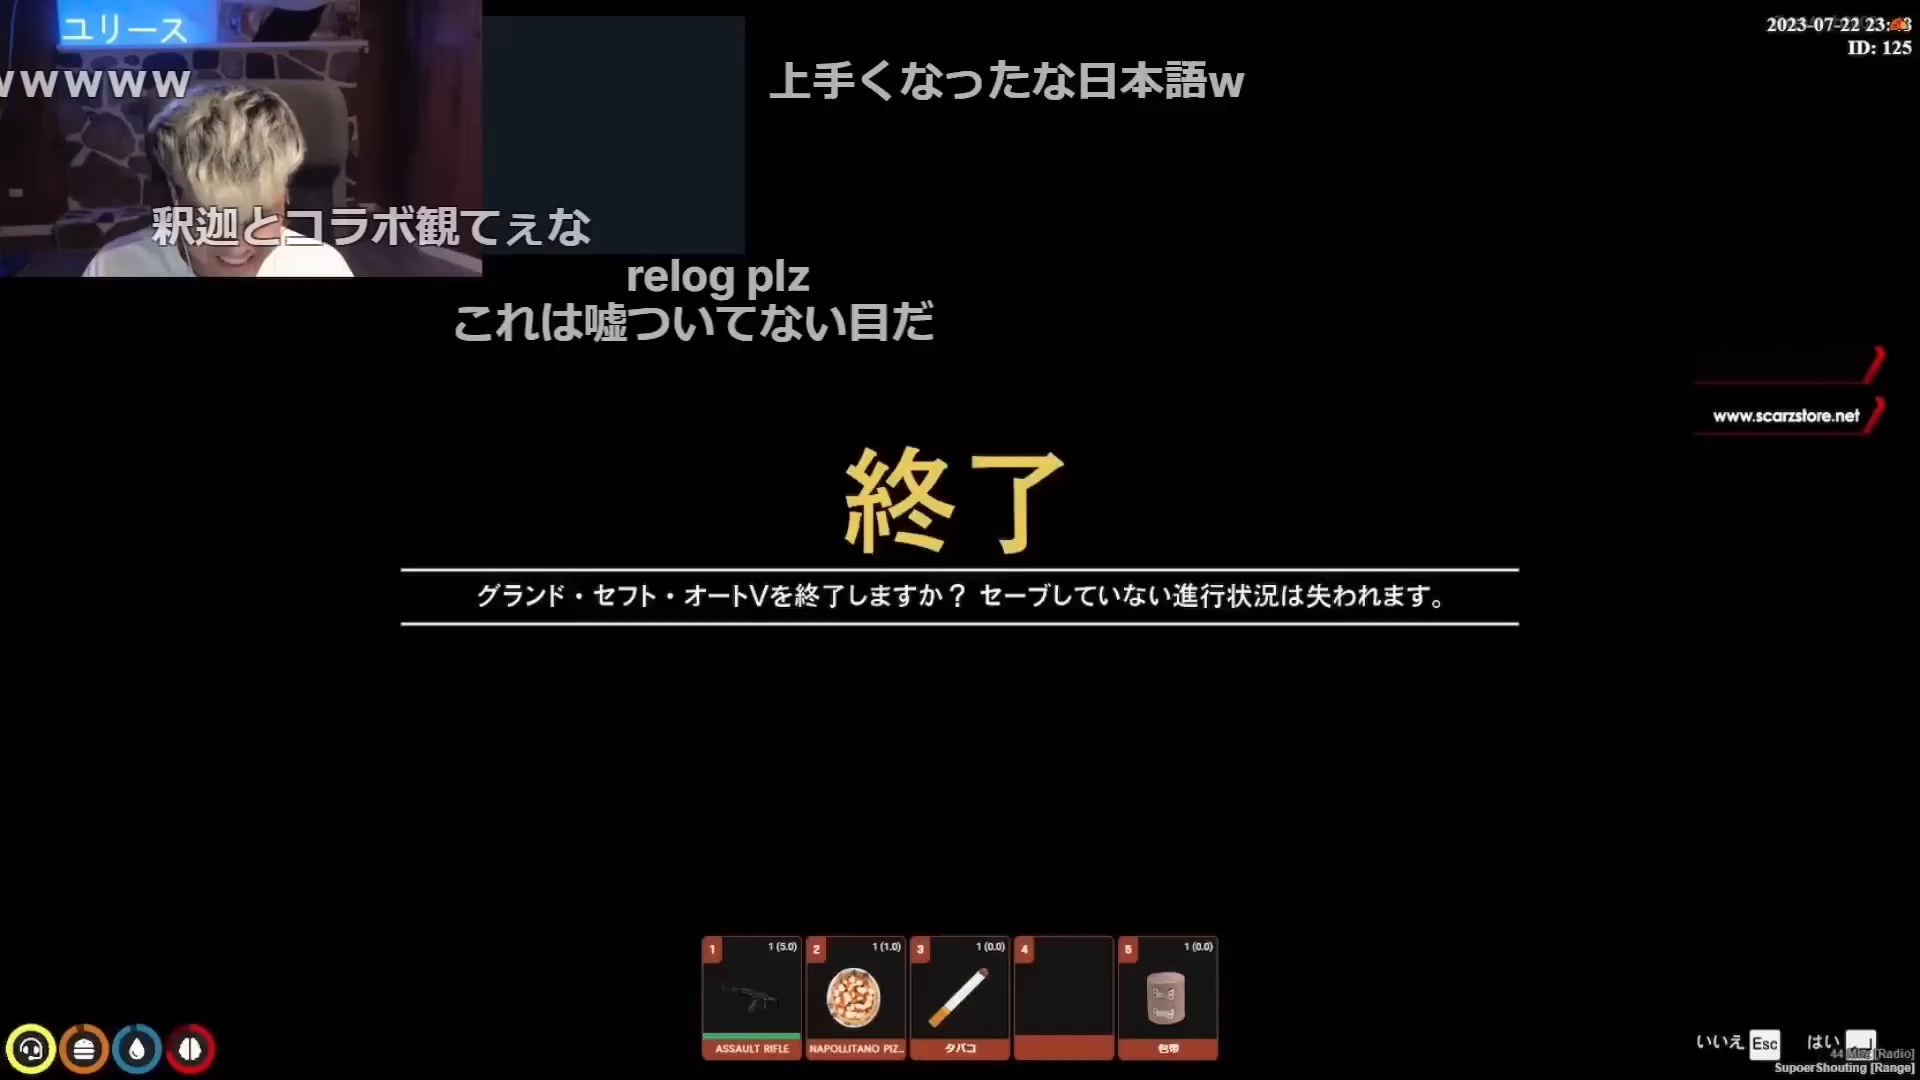 ユリース
2023-07-22 23:
ID: 125
wwwww
上手くなったな日本語w
釈迦とコラボ観てぇな
relog plz
これは嘘ついてない目だ
www.scarzstore.net
終了
グランド・セフト・オートVを終了しますか？ セーブしていない進行状況は失われます。
1 1 (5.0) 2 1 (1.0) 3 1 (0.0) 4 5 1 (0.0)
ASSAULT RIFLE NAPOLLITANO PIZ... タバコ 包帯
いいえ Esc はい
44 Mhz [Radio]
SupoerShouting [Range]